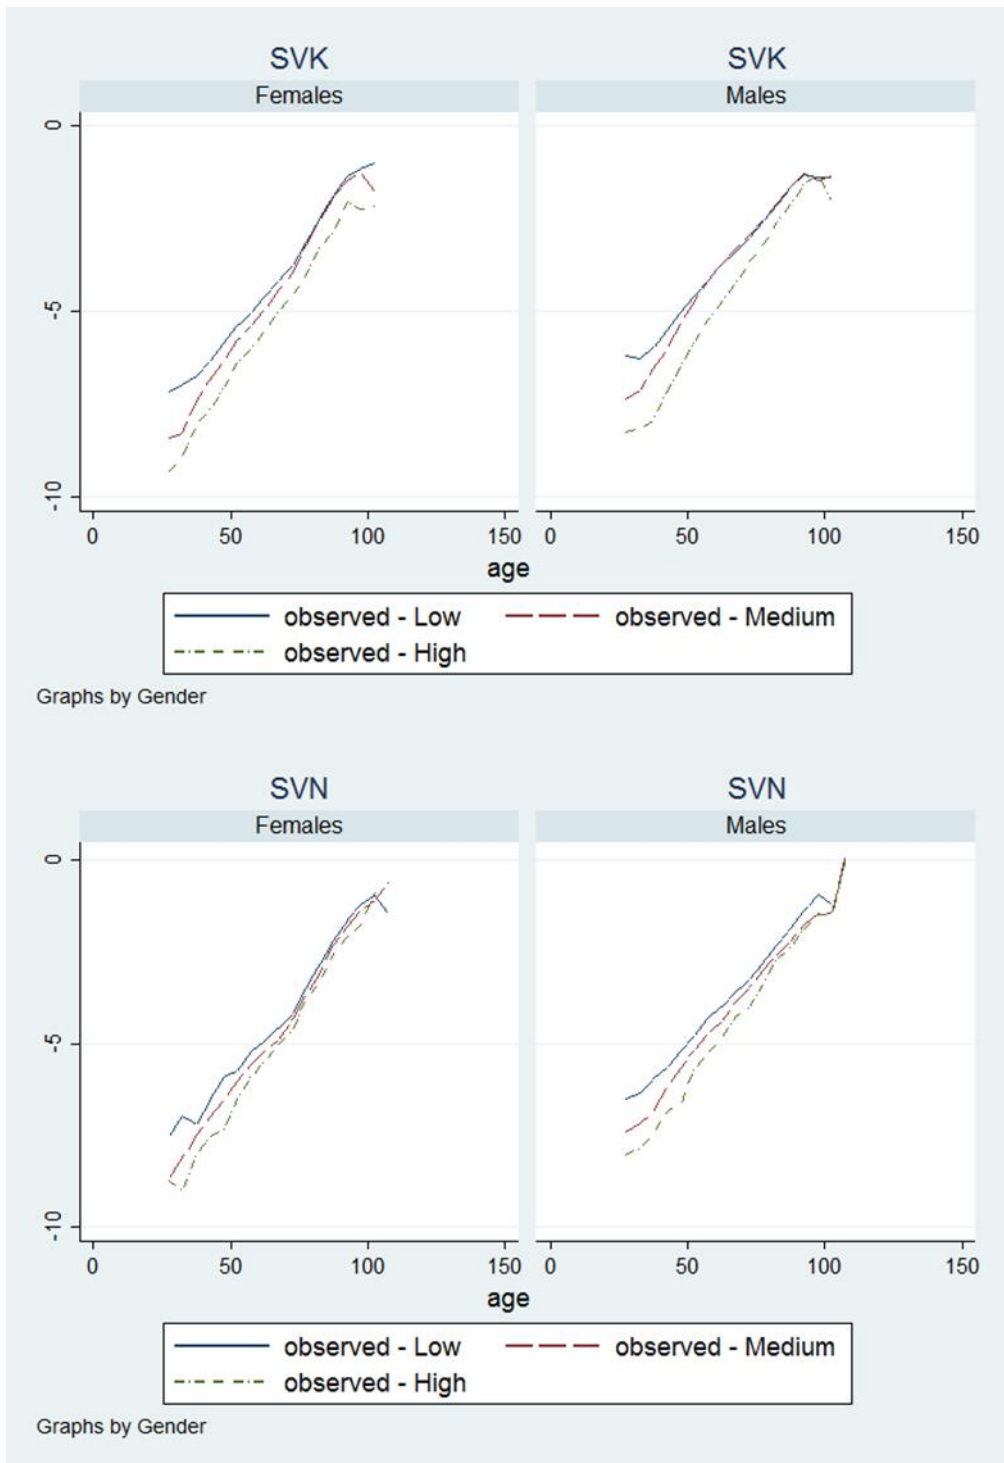 SVK SVK
Females Males
0
-5
-10
0 50 100 150 0 50 100 150
age
observed - Low observed - Medium
observed - High
Graphs by Gender
SVN SVN
Females Males
0
-5
-10
0 50 100 150 0 50 100 150
age
observed - Low observed - Medium
observed - High
Graphs by Gender